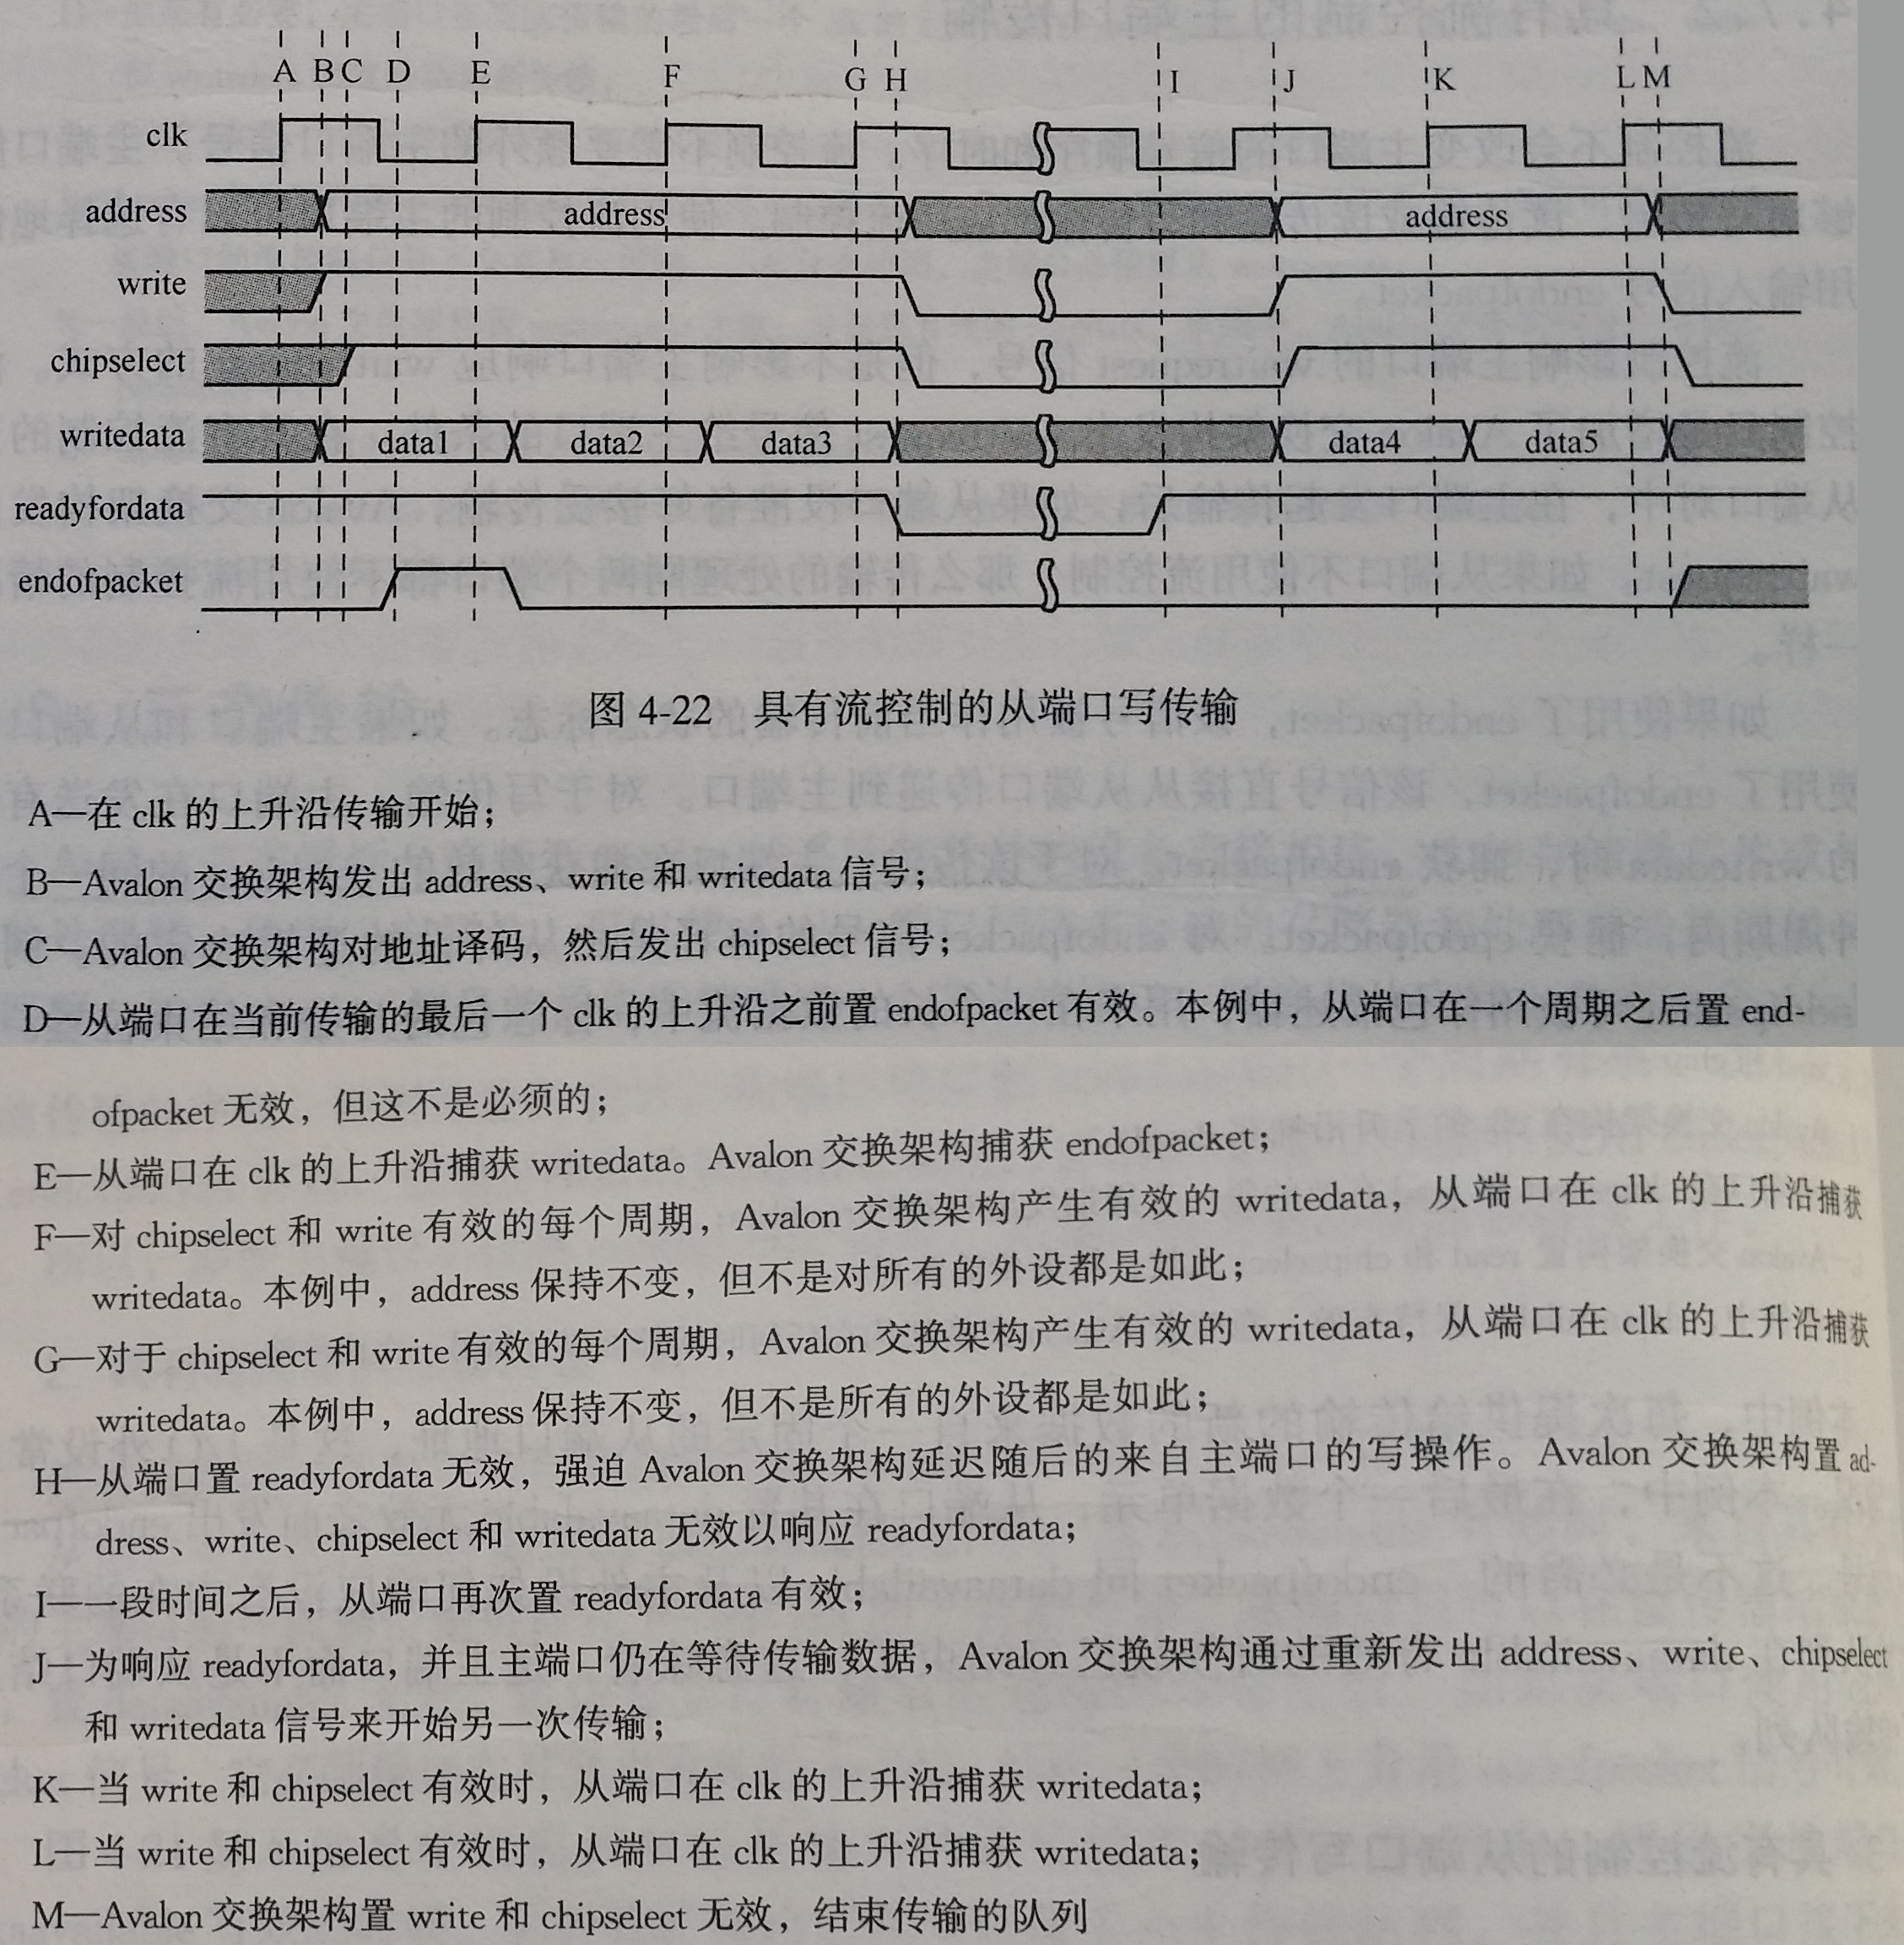 A BC D E F G H I J K L M
clk
address address address
write
chipselect
writedata data1 data2 data3 data4 data5
readyfordata
endofpacket
图 4-22 具有流控制的从端口写传输
A—在 clk 的上升沿传输开始；
B—Avalon 交换架构发出 address、write 和 writedata 信号；
C—Avalon 交换架构对地址译码，然后发出 chipselect 信号；
D—从端口在当前传输的最后一个 clk 的上升沿之前置 endofpacket 有效。本例中，从端口在一个周期之后置 end-
ofpacket 无效，但这不是必须的；
E—从端口在 clk 的上升沿捕获 writedata。Avalon 交换架构捕获 endofpacket；
F—对 chipselect 和 write 有效的每个周期，Avalon 交换架构产生有效的 writedata，从端口在 clk 的上升沿捕获
writedata。本例中，address 保持不变，但不是对所有的外设都是如此；
G—对于 chipselect 和 write 有效的每个周期，Avalon 交换架构产生有效的 writedata，从端口在 clk 的上升沿捕获
writedata。本例中，address 保持不变，但不是所有的外设都是如此；
H—从端口置 readyfordata 无效，强迫 Avalon 交换架构延迟随后的来自主端口的写操作。Avalon 交换架构置 ad-
dress、write、chipselect 和 writedata 无效以响应 readyfordata；
I—一段时间之后，从端口再次置 readyfordata 有效；
J—为响应 readyfordata，并且主端口仍在等待传输数据，Avalon 交换架构通过重新发出 address、write、chipselect
和 writedata 信号来开始另一次传输；
K—当 write 和 chipselect 有效时，从端口在 clk 的上升沿捕获 writedata；
L—当 write 和 chipselect 有效时，从端口在 clk 的上升沿捕获 writedata；
M—Avalon 交换架构置 write 和 chipselect 无效，结束传输的队列